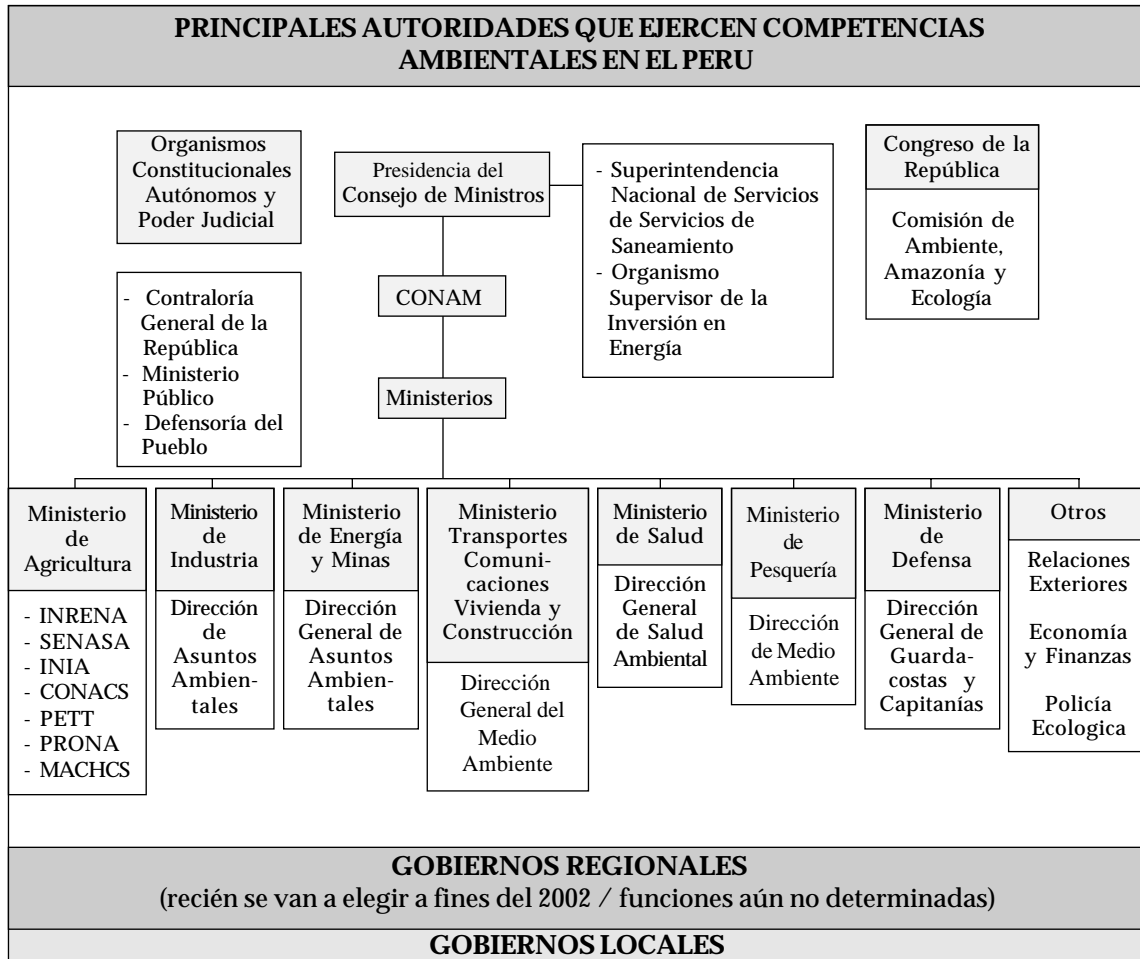 PRINCIPALES AUTORIDADES QUE EJERCEN COMPETENCIAS
AMBIENTALES EN EL PERU
Organismos
Constitucionales
Autónomos y
Poder Judicial
- Contraloría
General de la
República
- Ministerio
Público
- Defensoría del
Pueblo
Presidencia del
Consejo de Ministros
CONAM
Ministerios
- Superintendencia
Nacional de Servicios
de Servicios de
Saneamiento
- Organismo
Supervisor de la
Inversión en
Energía
Congreso de la
República
Comisión de
Ambiente,
Amazonía y
Ecología
Ministerio
de
Agricultura
- INRENA
- SENASA
- INIA
- CONACS
- PETT
- PRONA
- MACHCS
Ministerio
de
Industria
Dirección
de
Asuntos
Ambien-
tales
Ministerio
de Energía
y Minas
Dirección
General de
Asuntos
Ambien-
tales
Ministerio
Transportes
Comuni-
caciones
Vivienda y
Construcción
Dirección
General del
Medio
Ambiente
Ministerio
de Salud
Dirección
General
de Salud
Ambiental
Ministerio
de
Pesquería
Dirección
de Medio
Ambiente
Ministerio
de
Defensa
Dirección
General de
Guarda-
costas y
Capitanías
Otros
Relaciones
Exteriores
Economía
y Finanzas
Policía
Ecologica
GOBIERNOS REGIONALES
(recién se van a elegir a fines del 2002 / funciones aún no determinadas)
GOBIERNOS LOCALES